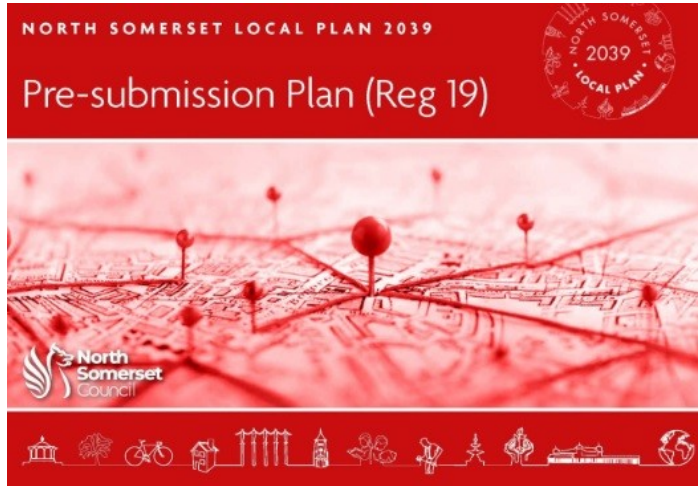 NORTH SOMERSET LOCAL PLAN 2039
Pre-submission Plan (Reg 19)
NORTH SOMERSET
2039
LOCAL PLAN
North
Somerset
Council